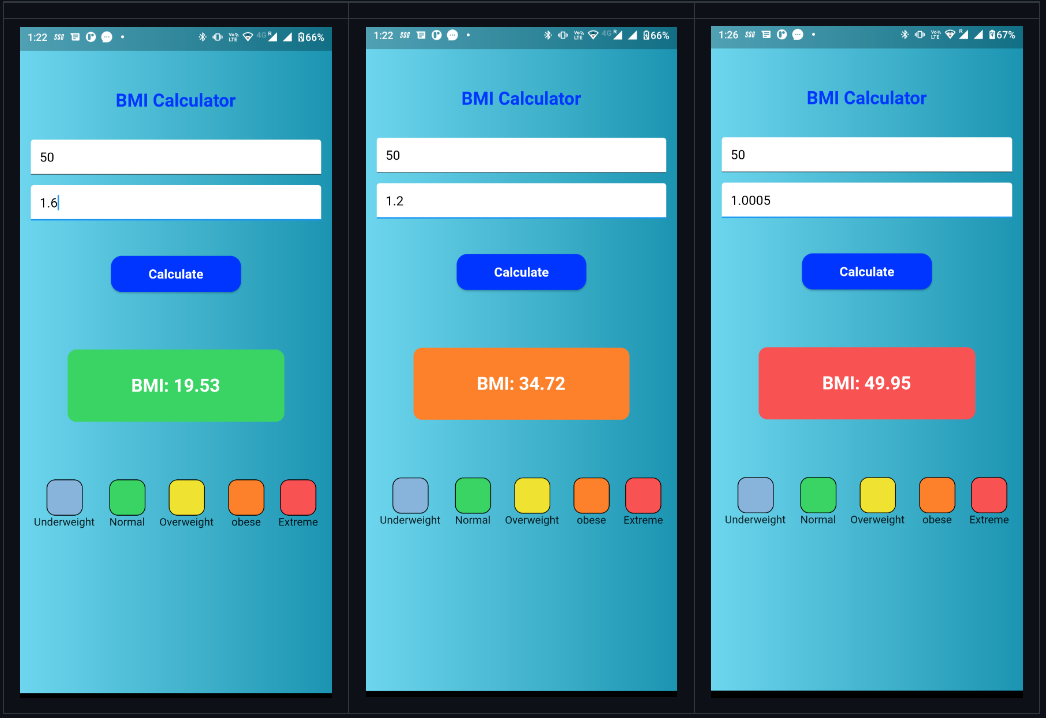 1:22 66%
BMI Calculator
50
1.6
Calculate
BMI: 19.53
Underweight Normal Overweight obese Extreme
1:22 4G 66%
BMI Calculator
50
1.2
Calculate
BMI: 34.72
Underweight Normal Overweight obese Extreme
1:26 67%
BMI Calculator
50
1.0005
Calculate
BMI: 49.95
Underweight Normal Overweight obese Extreme